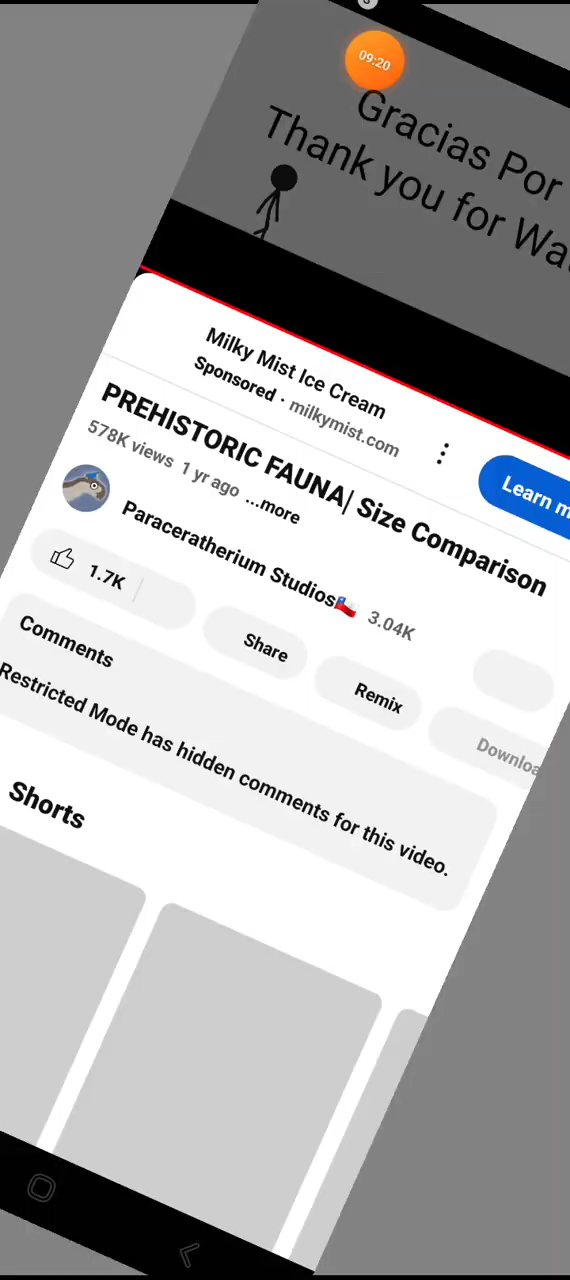 09:20
Gracias Por
Thank you for Wa
Milky Mist Ice Cream
Sponsored · milkymist.com
Learn m
PREHISTORIC FAUNA| Size Comparison
578K views 1 yr ago ...more
Paraceratherium Studios🇨🇱 3.04K
1.7K
Share
Remix
Downloa
Comments
Restricted Mode has hidden comments for this video.
Shorts